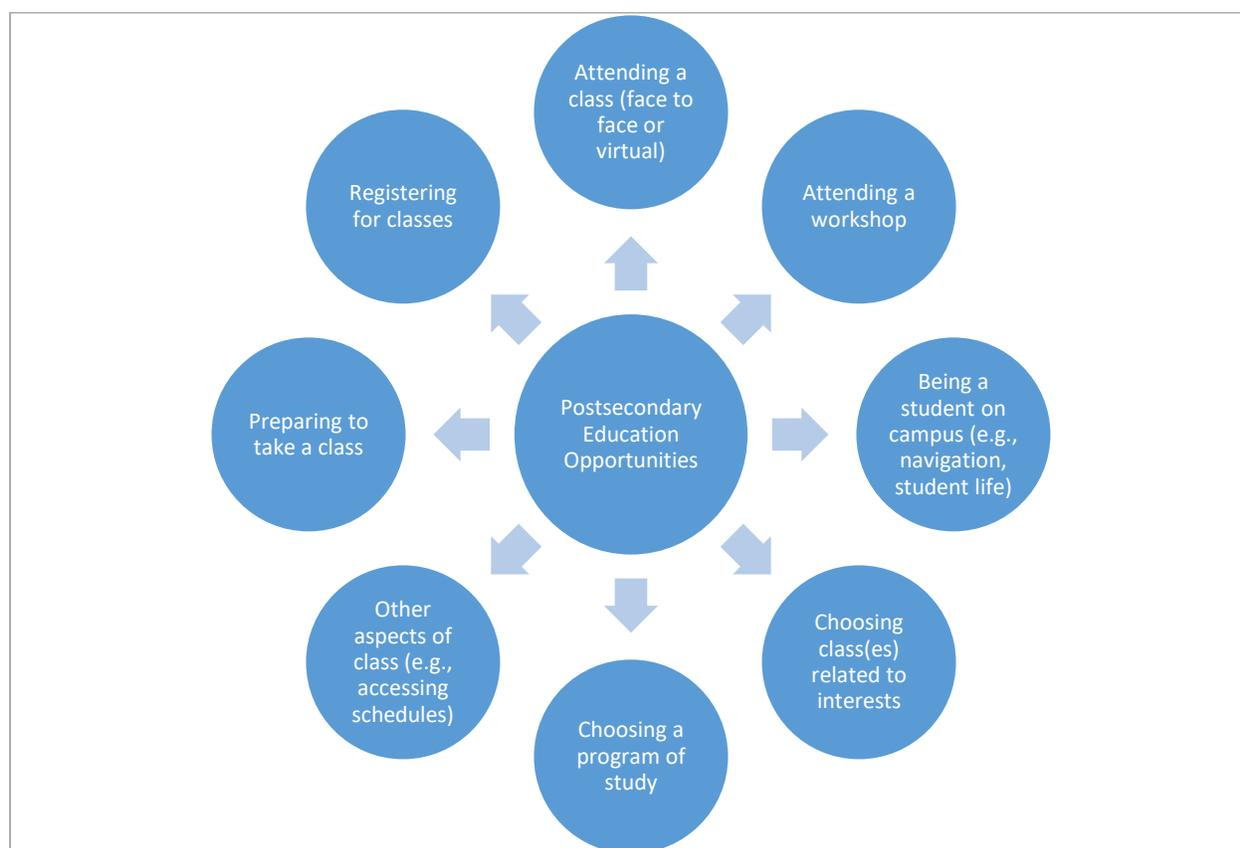 Attending a
class (face to
face or
virtual)
Attending a
workshop
Being a
student on
campus (e.g.,
navigation,
student life)
Choosing
class(es)
related to
interests
Choosing a
program of
study
Other
aspects of
class (e.g.,
accessing
schedules)
Preparing to
take a class
Registering
for classes
Postsecondary
Education
Opportunities